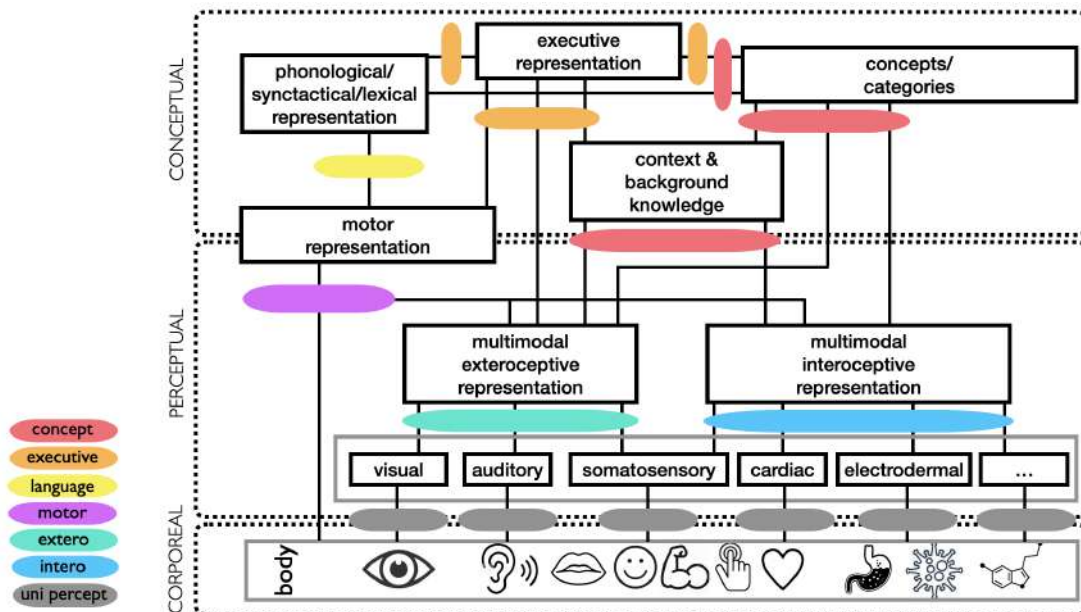 CONCEPTUAL
executive
representation
phonological/
synctactical/lexical
representation
concepts/
categories
context &
background
knowledge
motor
representation
PERCEPTUAL
multimodal
exteroceptive
representation
multimodal
interoceptive
representation
visual
auditory
somatosensory
cardiac
electrodermal
...
CORPOREAL
body
concept
executive
language
motor
extero
intero
uni percept